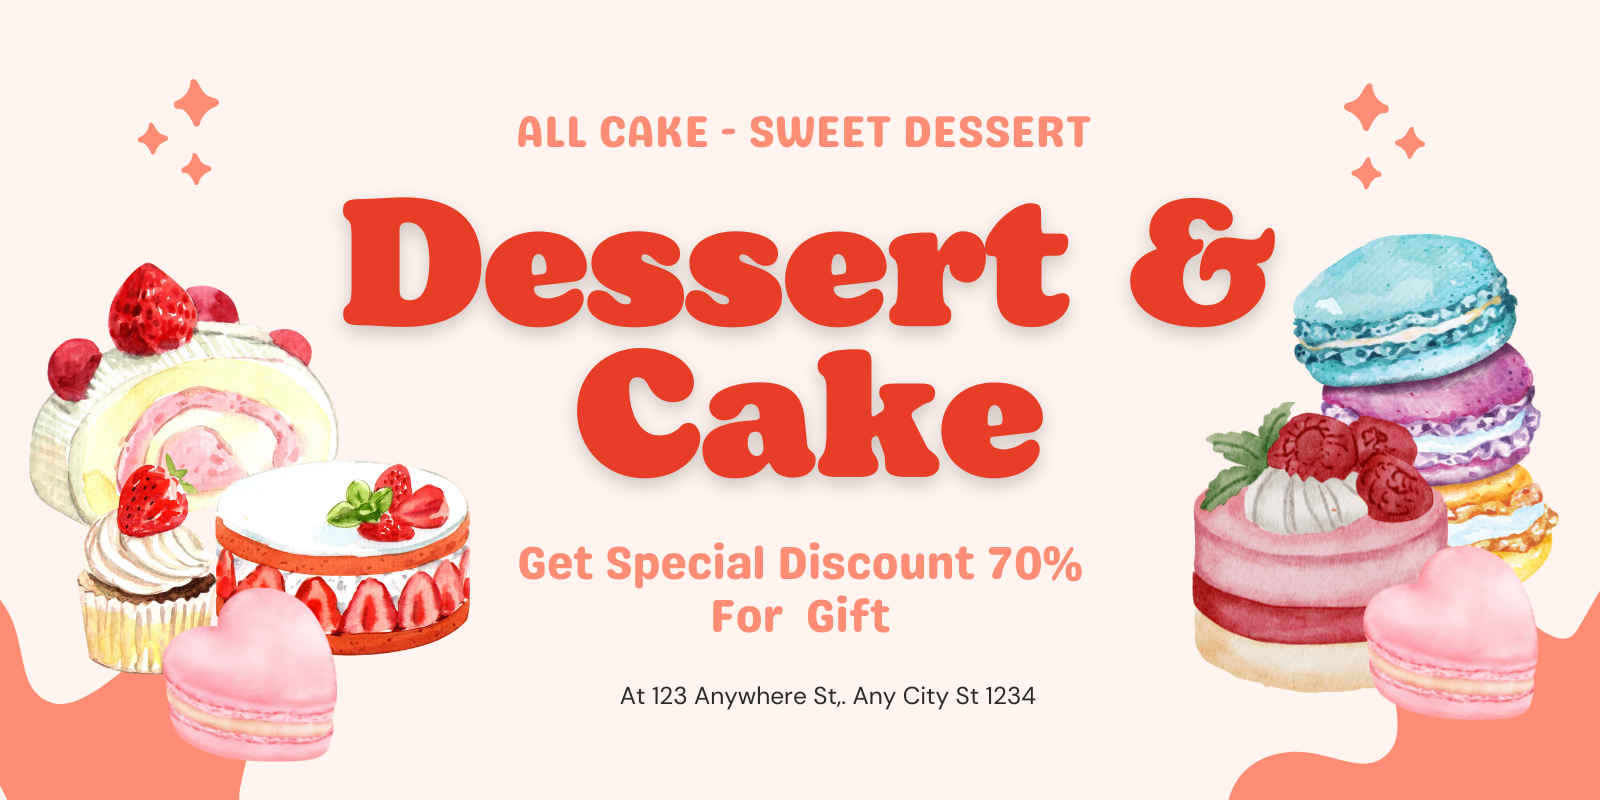 ALL CAKE - SWEET DESSERT
Dessert &
Cake
Get Special Discount 70%
For Gift
At 123 Anywhere St,. Any City St 1234